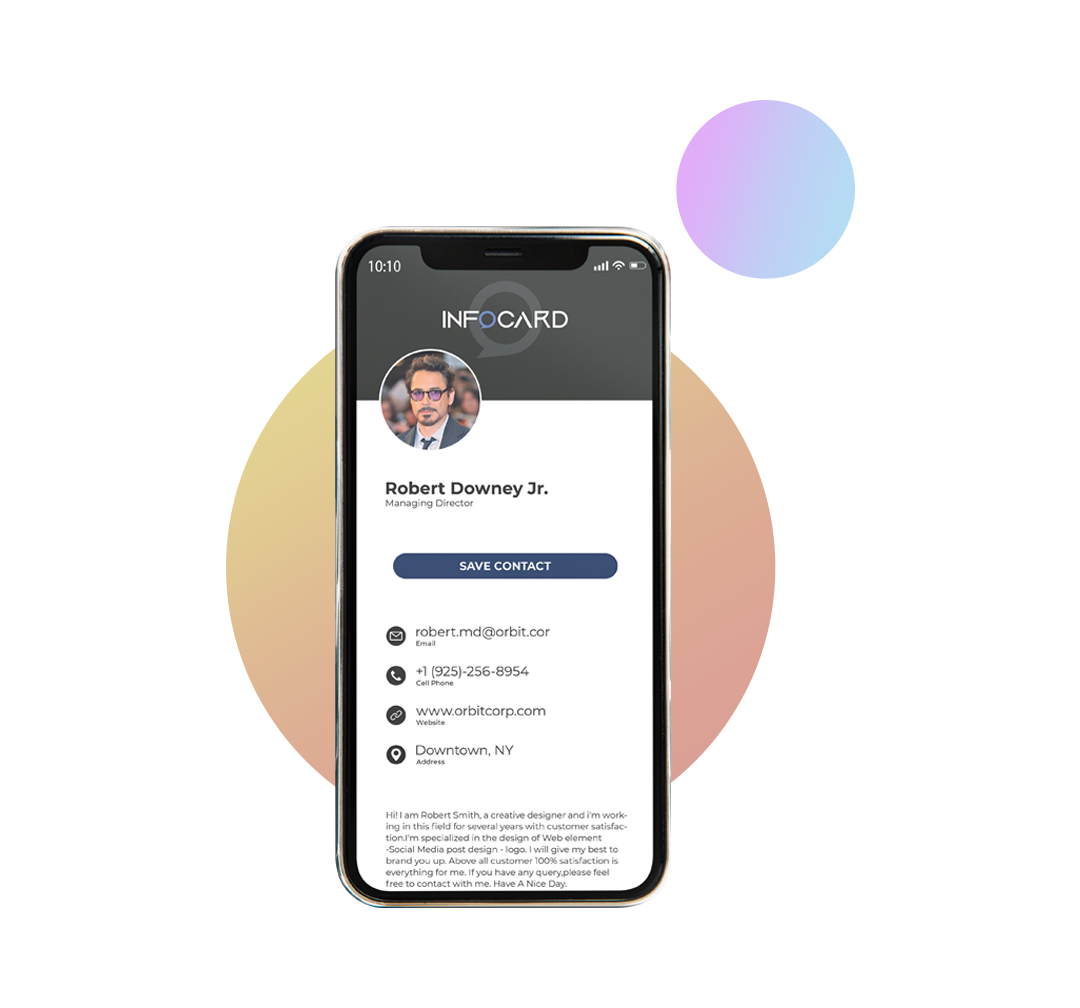 10:10
INFOCARD
Robert Downey Jr.
Managing Director
SAVE CONTACT
robert.md@orbit.cor
Email
+1 (925)-256-8954
Cell Phone
www.orbitcorp.com
Website
Downtown, NY
Address
Hi! I am Robert Smith, a creative designer and i'm work-
ing in this field for several years with customer satisfac-
tion.I'm specialized in the design of Web element
-Social Media post design - logo. I will give my best to
brand you up. Above all customer 100% satisfaction is
everything for me. If you have any query,please feel
free to contact with me. Have A Nice Day.